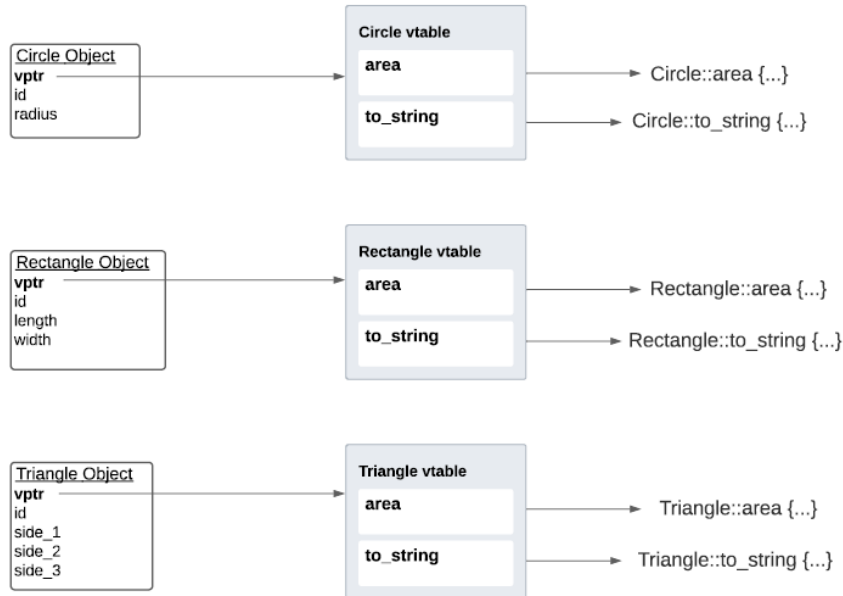 Circle Object
vptr
id
radius
Circle vtable
area
to_string
Circle::area {...}
Circle::to_string {...}
Rectangle Object
vptr
id
length
width
Rectangle vtable
area
to_string
Rectangle::area {...}
Rectangle::to_string {...}
Triangle Object
vptr
id
side_1
side_2
side_3
Triangle vtable
area
to_string
Triangle::area {...}
Triangle::to_string {...}